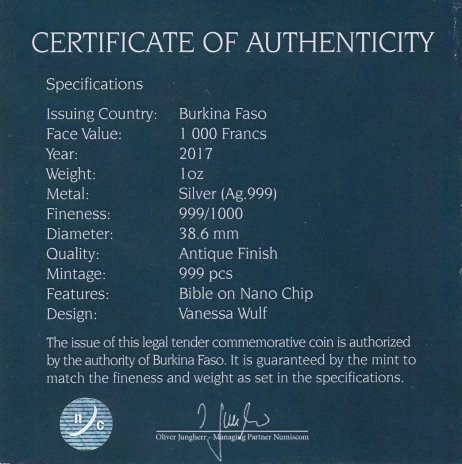 CERTIFICATE OF AUTHENTICITY
Specifications
Issuing Country: Burkina Faso
Face Value: 1 000 Francs
Year: 2017
Weight: 1oz
Metal: Silver (Ag.999)
Fineness: 999/1000
Diameter: 38.6 mm
Quality: Antique Finish
Mintage: 999 pcs
Features: Bible on Nano Chip
Design: Vanessa Wulf
The issue of this legal tender commemorative coin is authorized
by the authority of Burkina Faso. It is guaranteed by the mint to
match the fineness and weight as set in the specifications.
n c
Oliver Jungherr - Managing Partner Numiscom